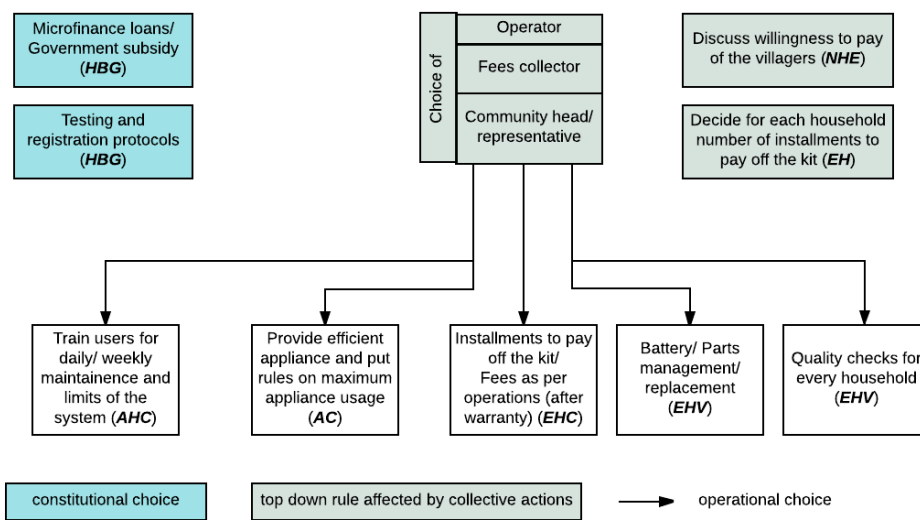 Microfinance loans/
Government subsidy
(HBG)
Testing and
registration protocols
(HBG)
Choice of
Operator
Fees collector
Community head/
representative
Discuss willingness to pay
of the villagers (NHE)
Decide for each household
number of installments to
pay off the kit (EH)
Train users for
daily/ weekly
maintainence and
limits of the
system (AHC)
Provide efficient
appliance and put
rules on maximum
appliance usage
(AC)
Installments to pay
off the kit/
Fees as per
operations (after
warranty) (EHC)
Battery/ Parts
management/
replacement
(EHV)
Quality checks for
every household
(EHV)
constitutional choice
top down rule affected by collective actions
operational choice